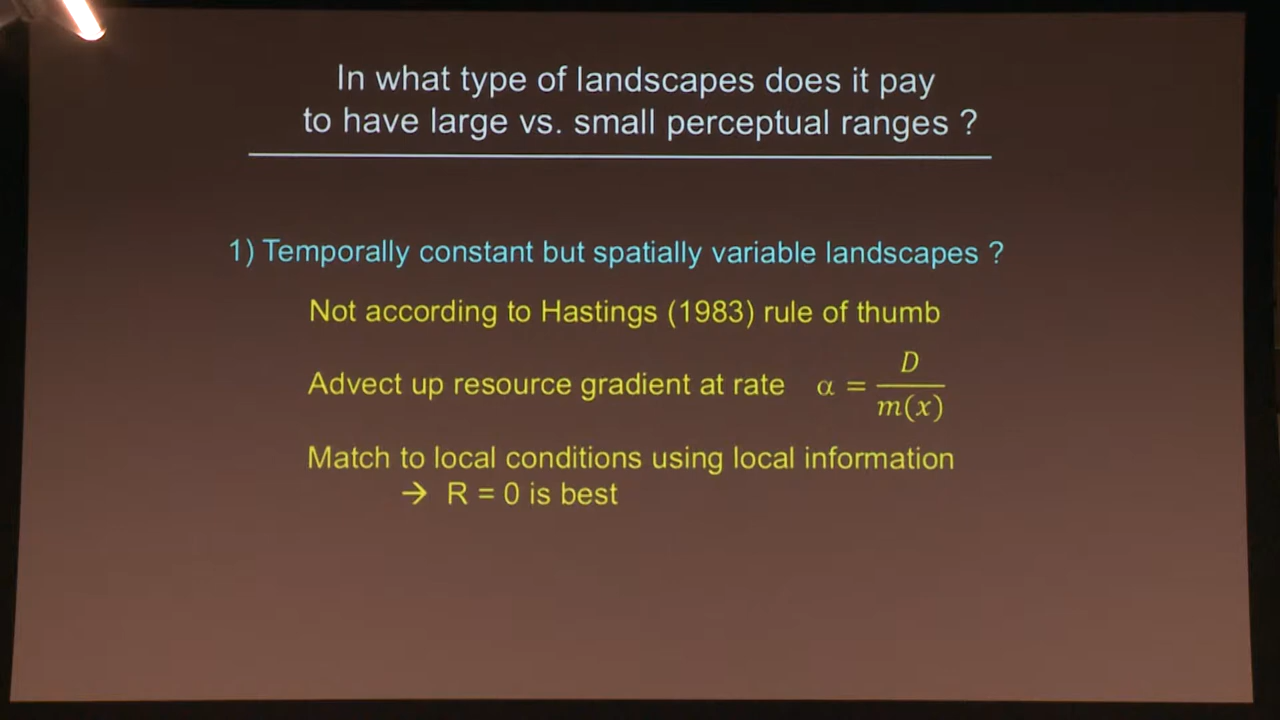 In what type of landscapes does it pay
to have large vs. small perceptual ranges ?
1) Temporally constant but spatially variable landscapes ?
Not according to Hastings (1983) rule of thumb
Advect up resource gradient at rate α = D / m(x)
Match to local conditions using local information
→ R = 0 is best